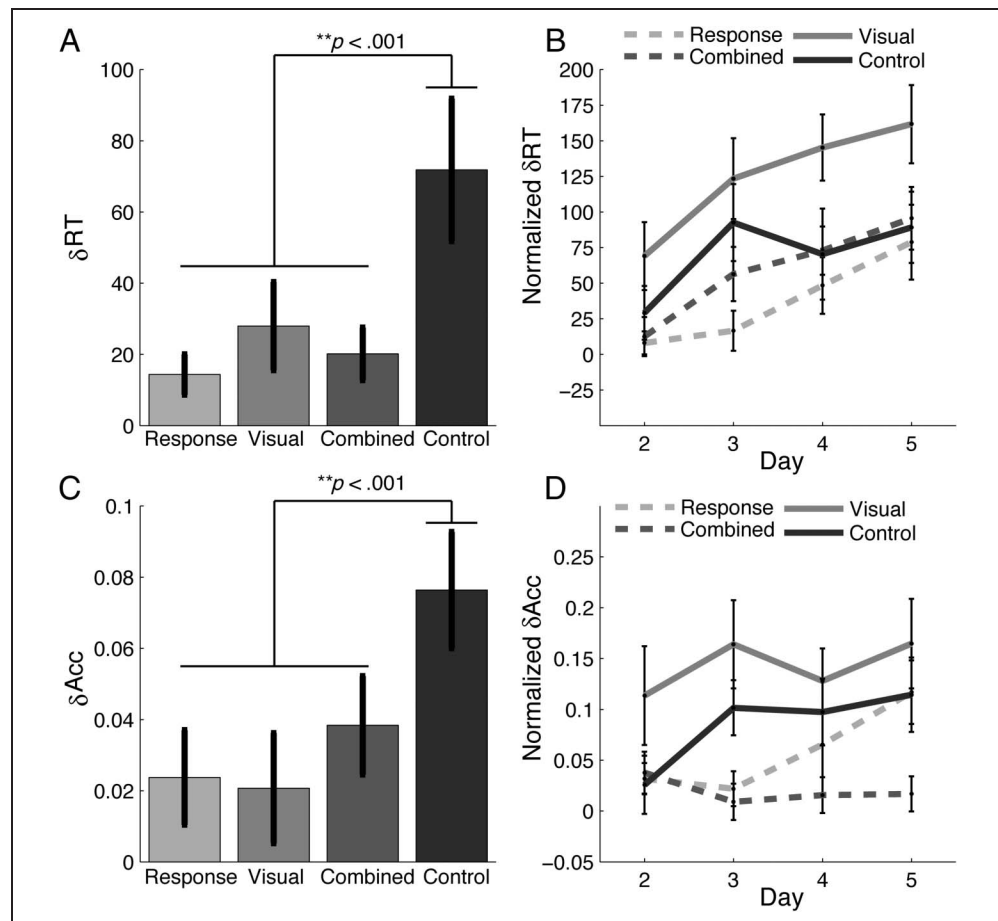 A
**p < .001
100
80
60
40
20
0
δRT
Response Visual Combined Control
B
Response Visual
Combined Control
200
175
150
125
100
75
50
25
0
−25
Normalized δRT
2 3 4 5
Day
C
**p < .001
0.1
0.08
0.06
0.04
0.02
0
δAcc
Response Visual Combined Control
D
Response Visual
Combined Control
0.25
0.2
0.15
0.1
0.05
0
−0.05
Normalized δAcc
2 3 4 5
Day